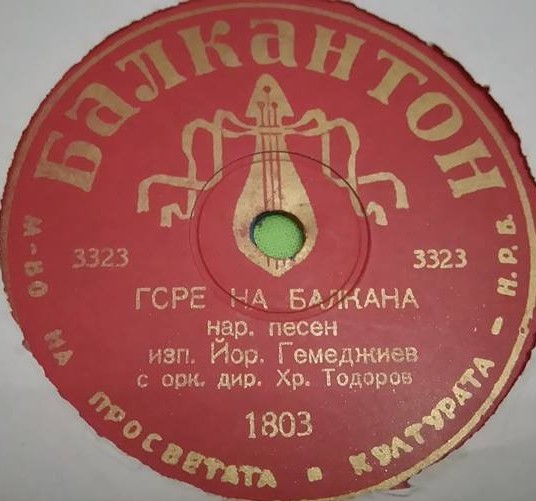 БАЛКАНТОН
3323 3323
ГОРЕ НА БАЛКАНА
нар. песен
изп. Йор. Гемеджиев
с орк. дир. Хр. Тодоров
1803
М-ВО НА ПРОСВЕТАТА И КУЛТУРАТА - Н.Р.Б.